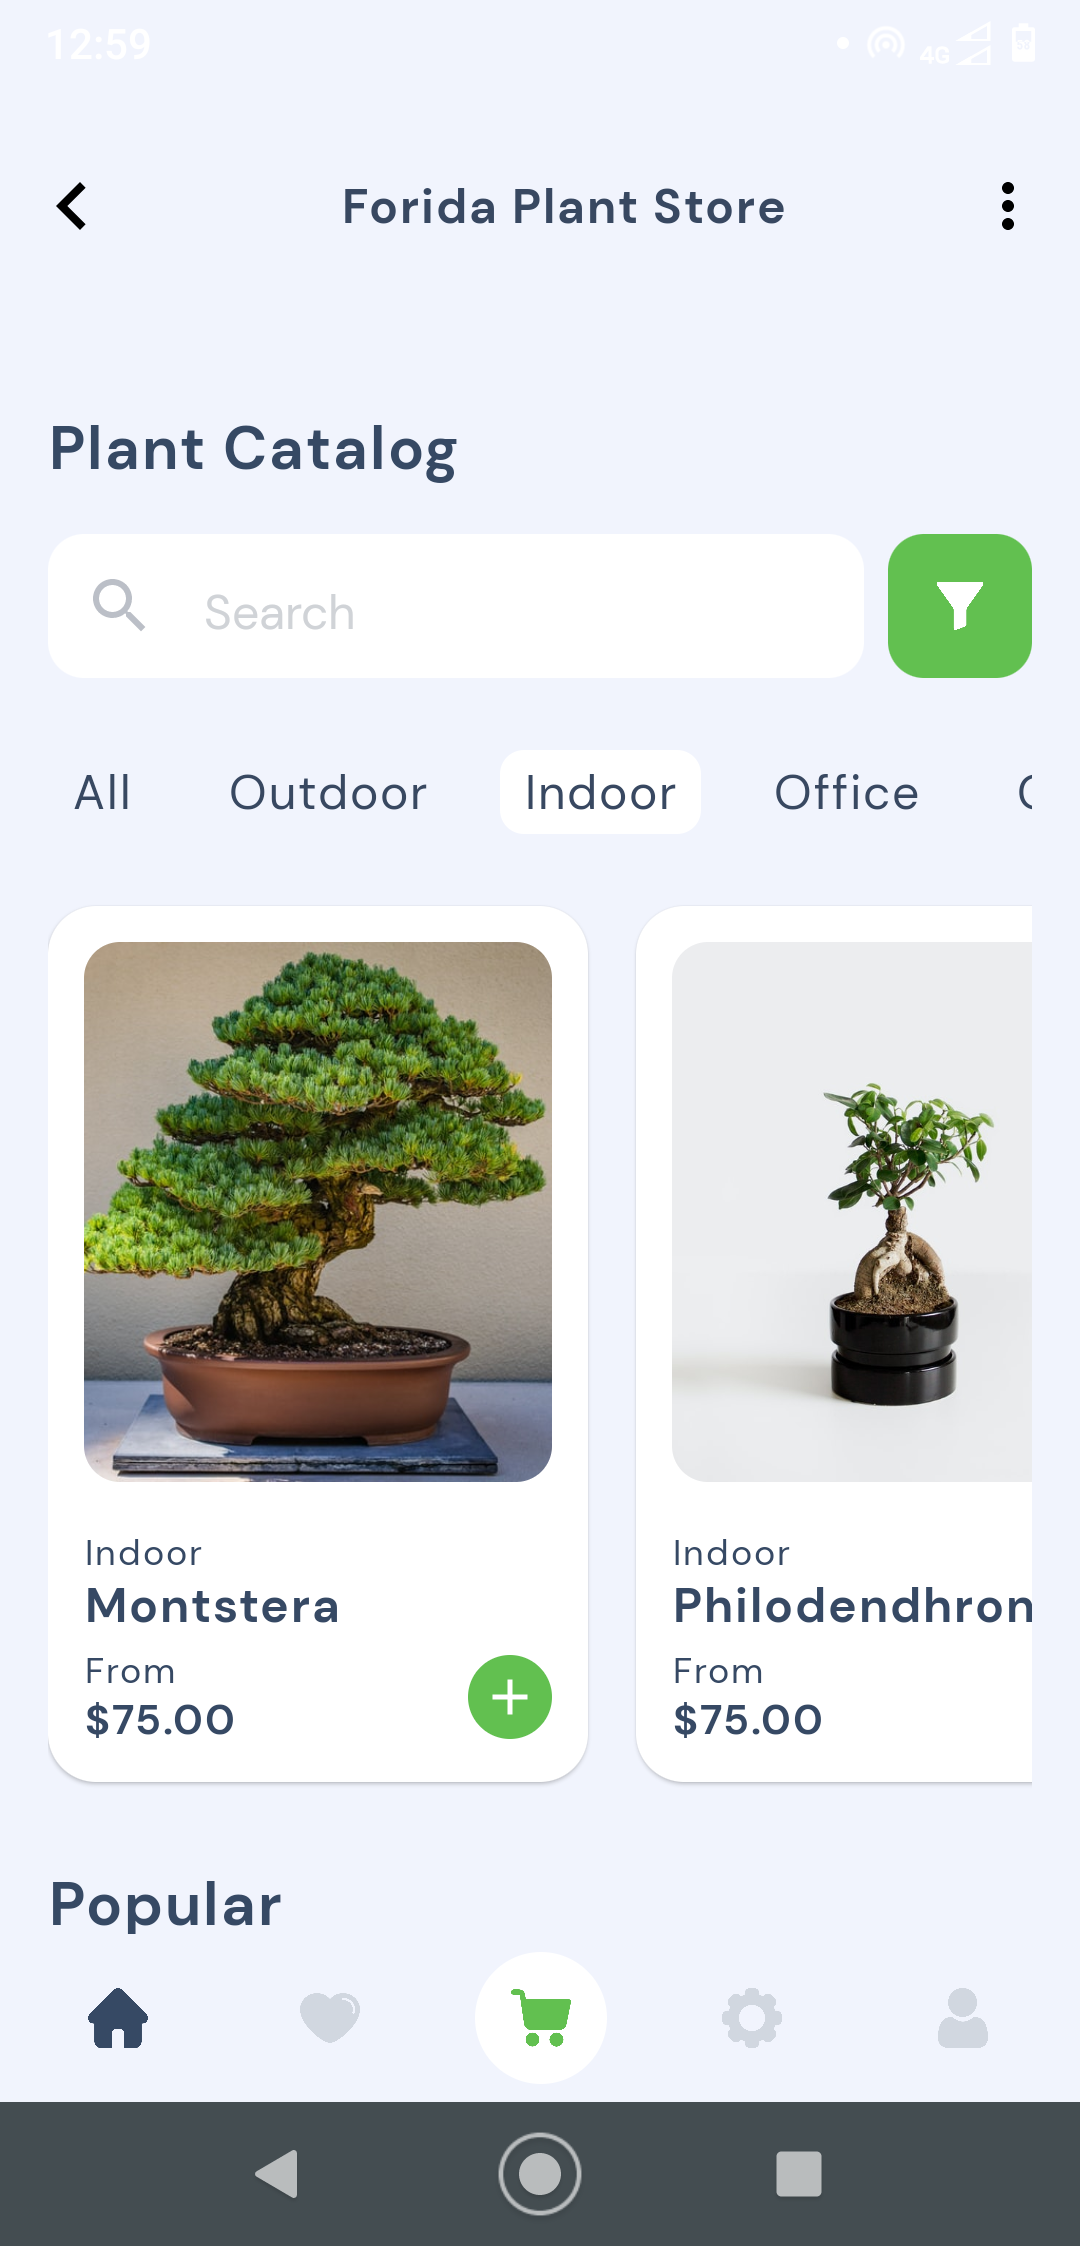 12:59
4G
Forida Plant Store
Plant Catalog
Search
All Outdoor Indoor Office
Indoor
Montstera
From
$75.00
Indoor
Philodendhron
From
$75.00
Popular